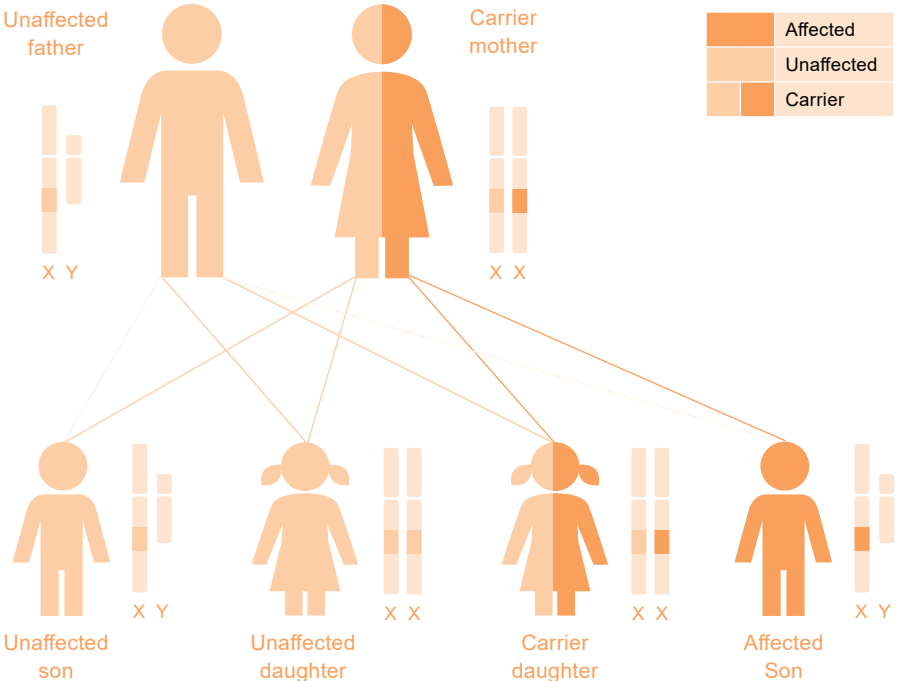 Unaffected
father
Carrier
mother
Affected
Unaffected
Carrier
X Y
X X
X Y
X X
X X
X Y
Unaffected
son
Unaffected
daughter
Carrier
daughter
Affected
Son